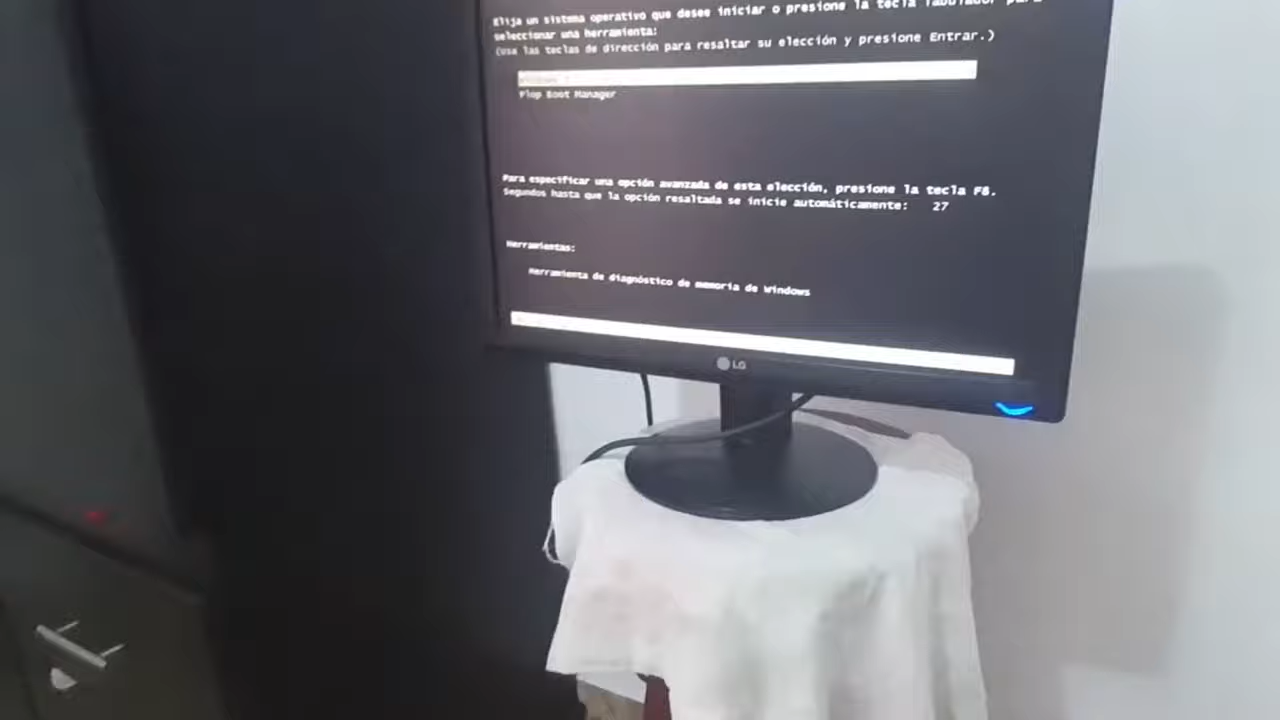 Elija un sistema operativo que desee iniciar o presione la tecla Tabulador para
seleccionar una herramienta:
(Use las teclas de dirección para resaltar su elección y presione Entrar.)
Plop Boot Manager
Para especificar una opción avanzada de esta elección, presione la tecla F8.
Segundos hasta que la opción resaltada se inicie automáticamente: 27
Herramientas:
Herramienta de diagnóstico de memoria de Windows
LG